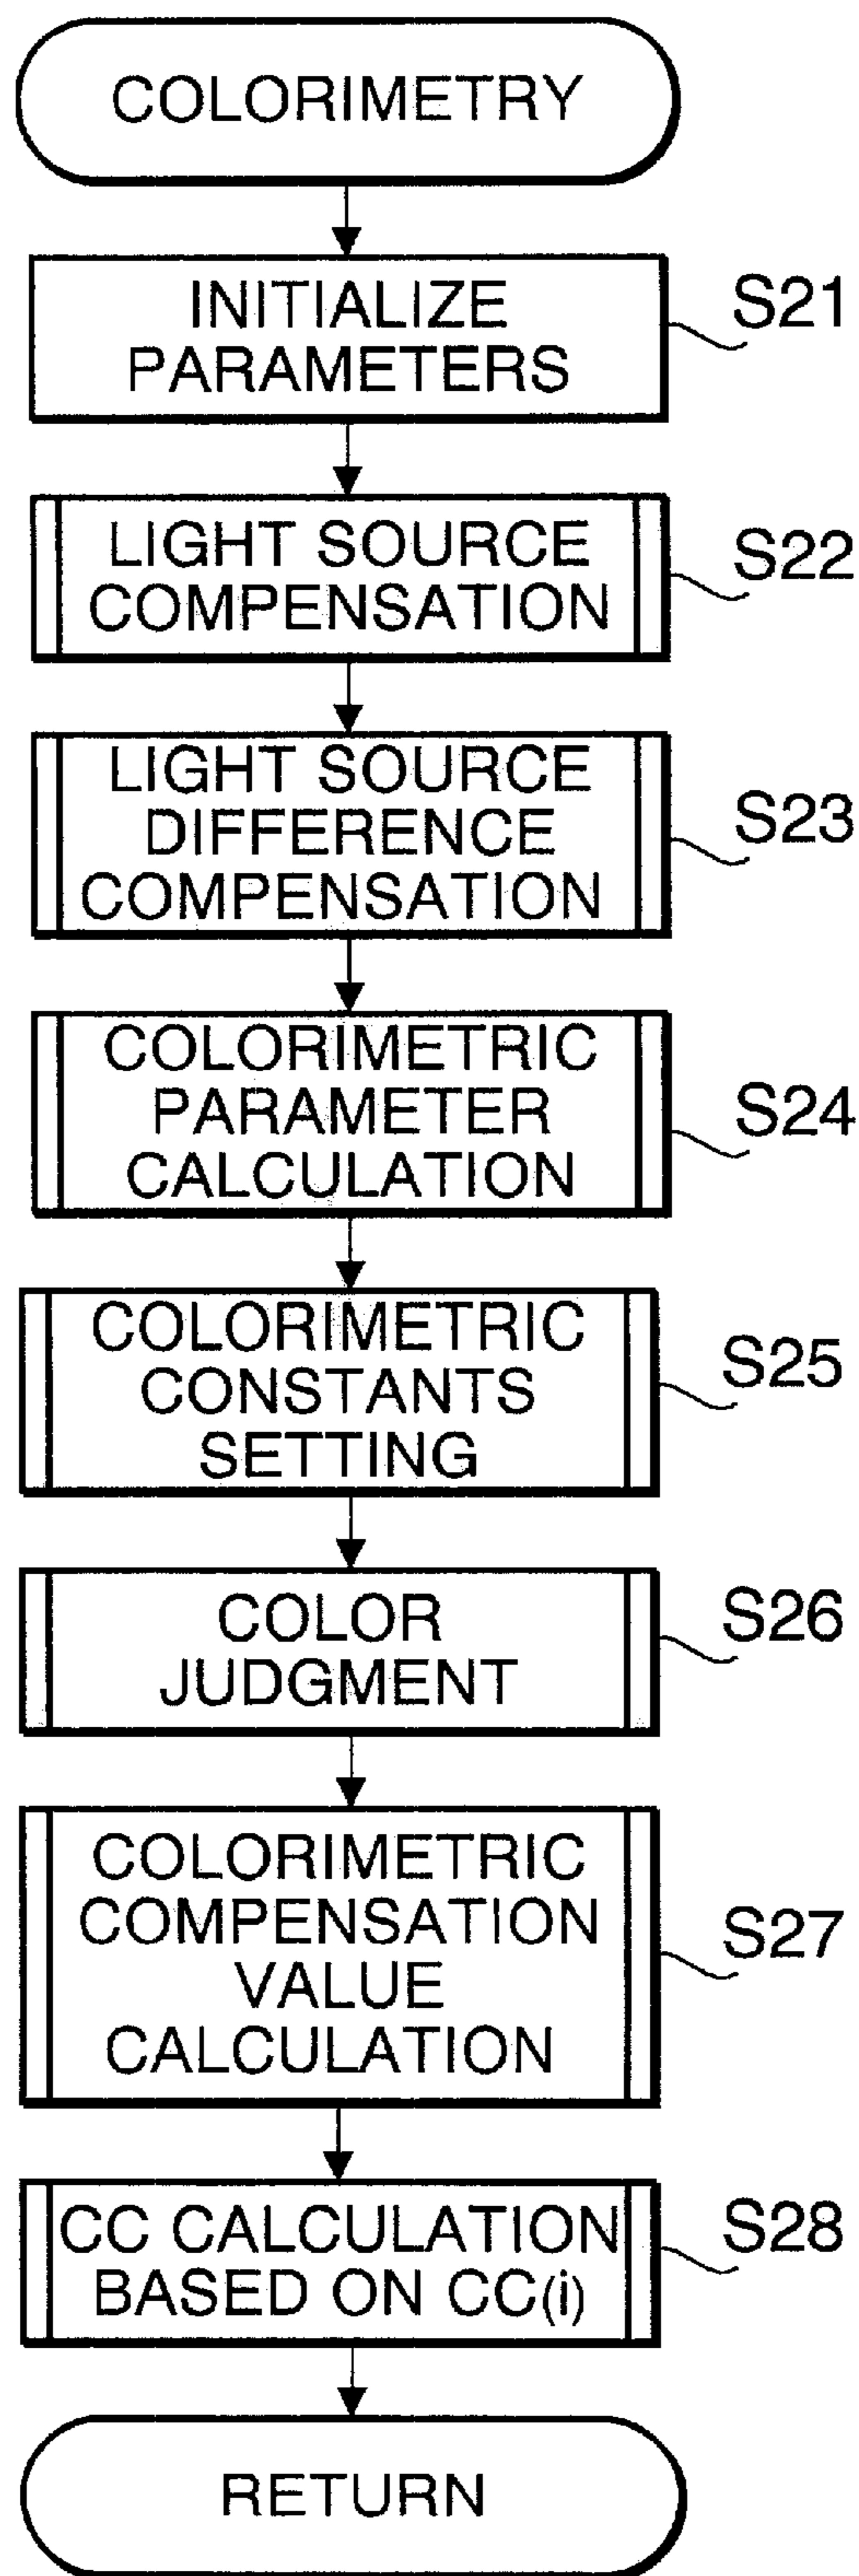 COLORIMETRY
INITIALIZE
PARAMETERS
S21
LIGHT SOURCE
COMPENSATION
S22
LIGHT SOURCE
DIFFERENCE
COMPENSATION
S23
COLORIMETRIC
PARAMETER
CALCULATION
S24
COLORIMETRIC
CONSTANTS
SETTING
S25
COLOR
JUDGMENT
S26
COLORIMETRIC
COMPENSATION
VALUE
CALCULATION
S27
CC CALCULATION
BASED ON CC(i)
S28
RETURN